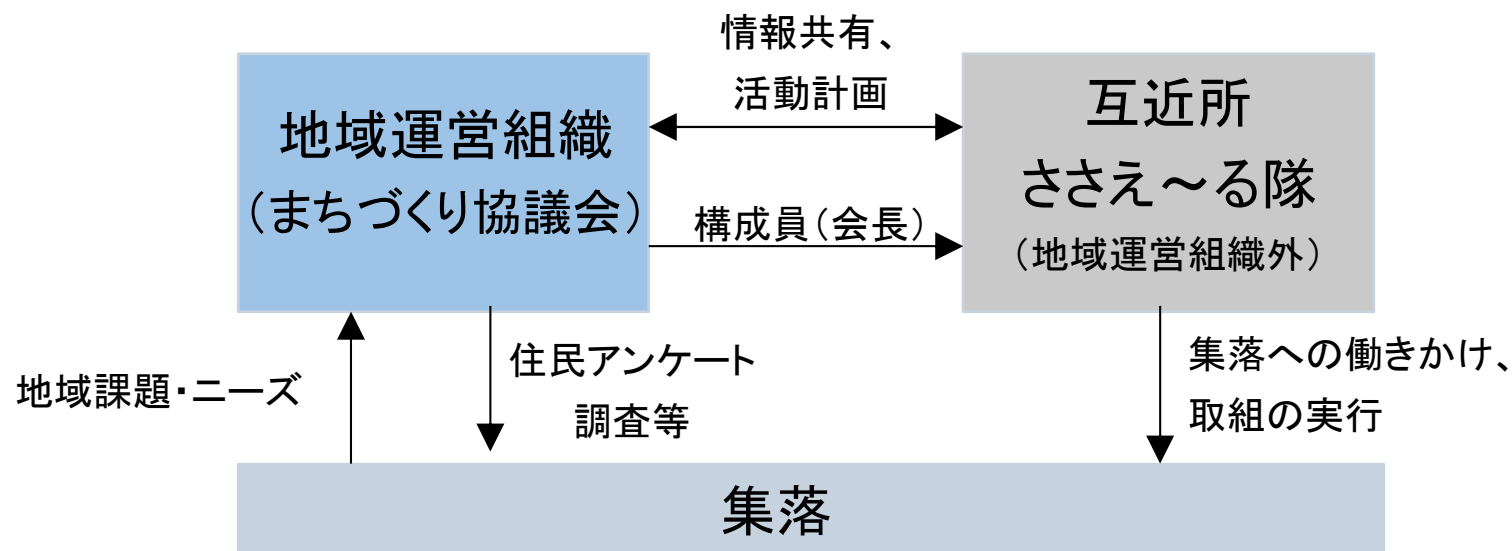 情報共有、
活動計画
地域運営組織
（まちづくり協議会）
互近所
ささえ～る隊
（地域運営組織外）
構成員（会長）
地域課題・ニーズ
住民アンケート
調査等
集落への働きかけ、
取組の実行
集落